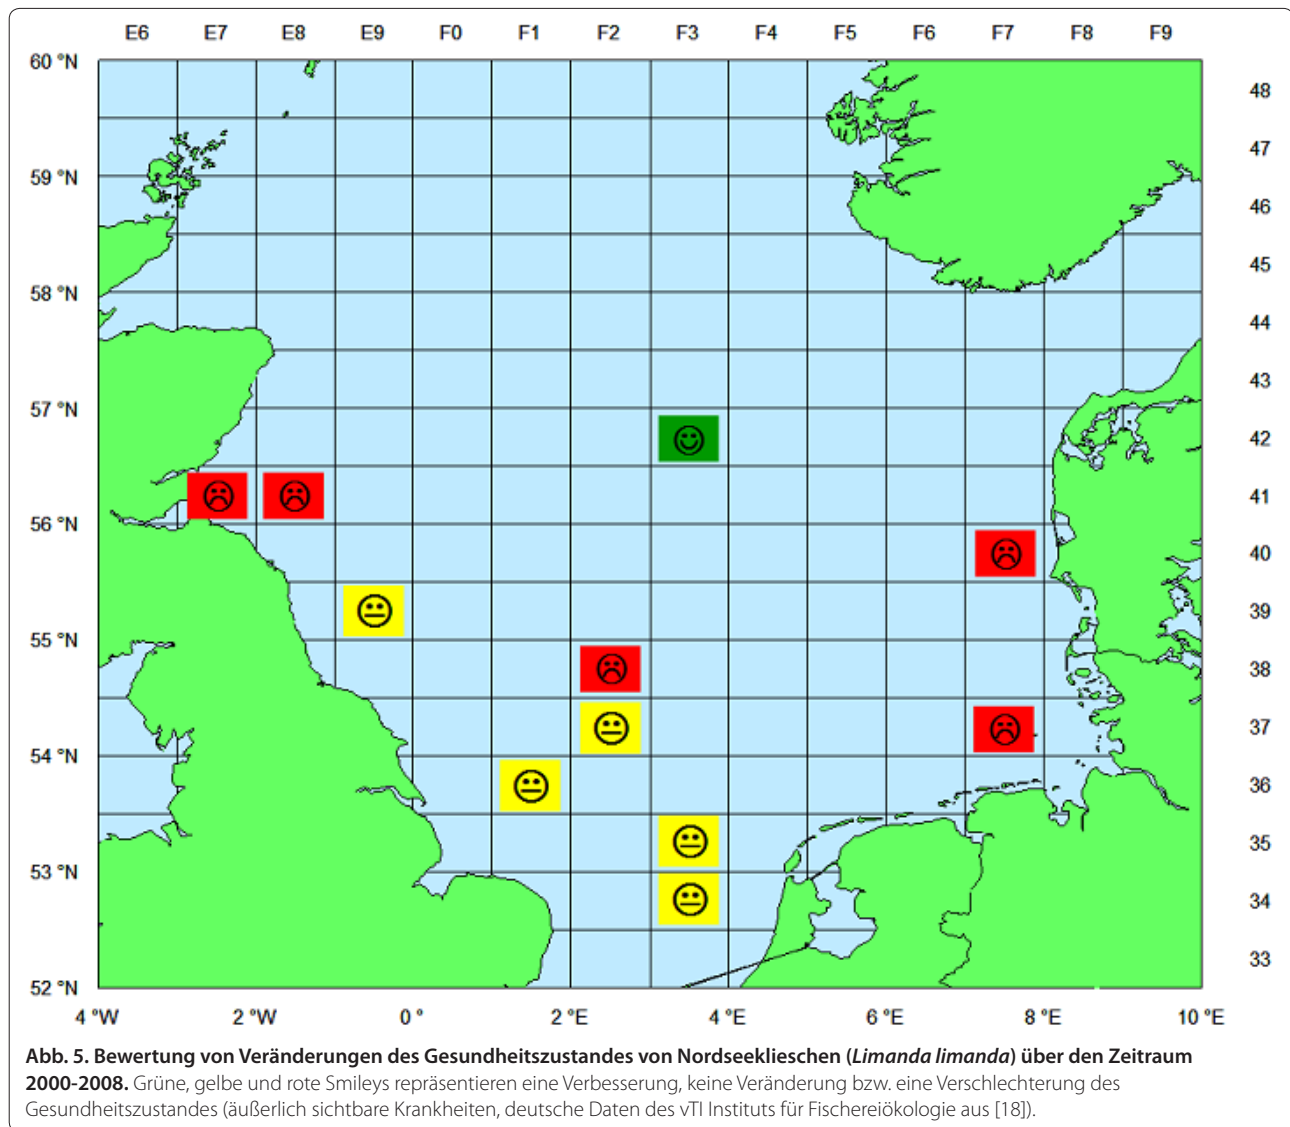 E6 E7 E8 E9 F0 F1 F2 F3 F4 F5 F6 F7 F8 F9
60 °N
48
47
59 °N
46
45
58 °N
44
43
57 °N
42
41
56 °N
40
39
55 °N
38
37
54 °N
36
35
53 °N
34
33
52 °N
4 °W 2 °W 0 ° 2 °E 4 °E 6 °E 8 °E 10 °E
Abb. 5. Bewertung von Veränderungen des Gesundheitszustandes von Nordseeklieschen (Limanda limanda) über den Zeitraum
2000-2008. Grüne, gelbe und rote Smileys repräsentieren eine Verbesserung, keine Veränderung bzw. eine Verschlechterung des
Gesundheitszustandes (äußerlich sichtbare Krankheiten, deutsche Daten des vTI Instituts für Fischereiökologie aus [18]).